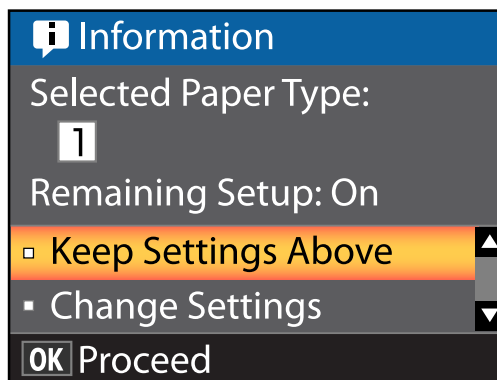 Information
Selected Paper Type:
1
Remaining Setup: On
Keep Settings Above
Change Settings
OK Proceed